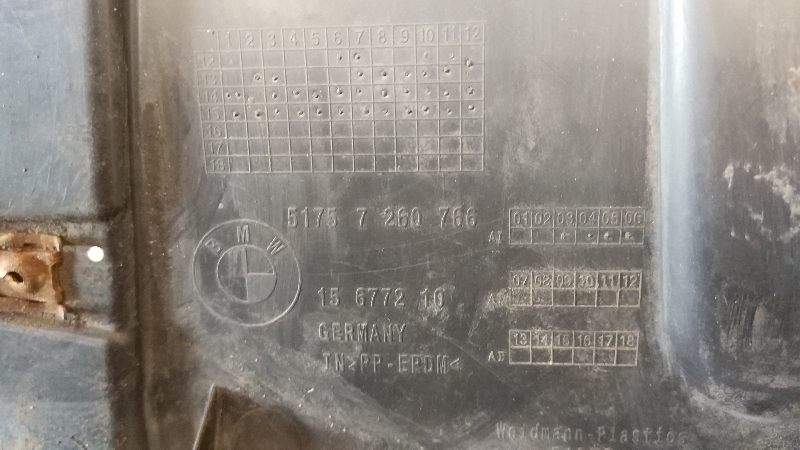 1 2 3 4 5 6 7 8 9 10 11 12
12
13
14
15
16
17
18
5175 7 260 766
AI 01 02 03 04 05 06
BMW
15 6772 10
07 08 09 10 11 12
GERMANY
13 14 15 16 17 18
>PP-EPDM<
Weidmann-Plastics